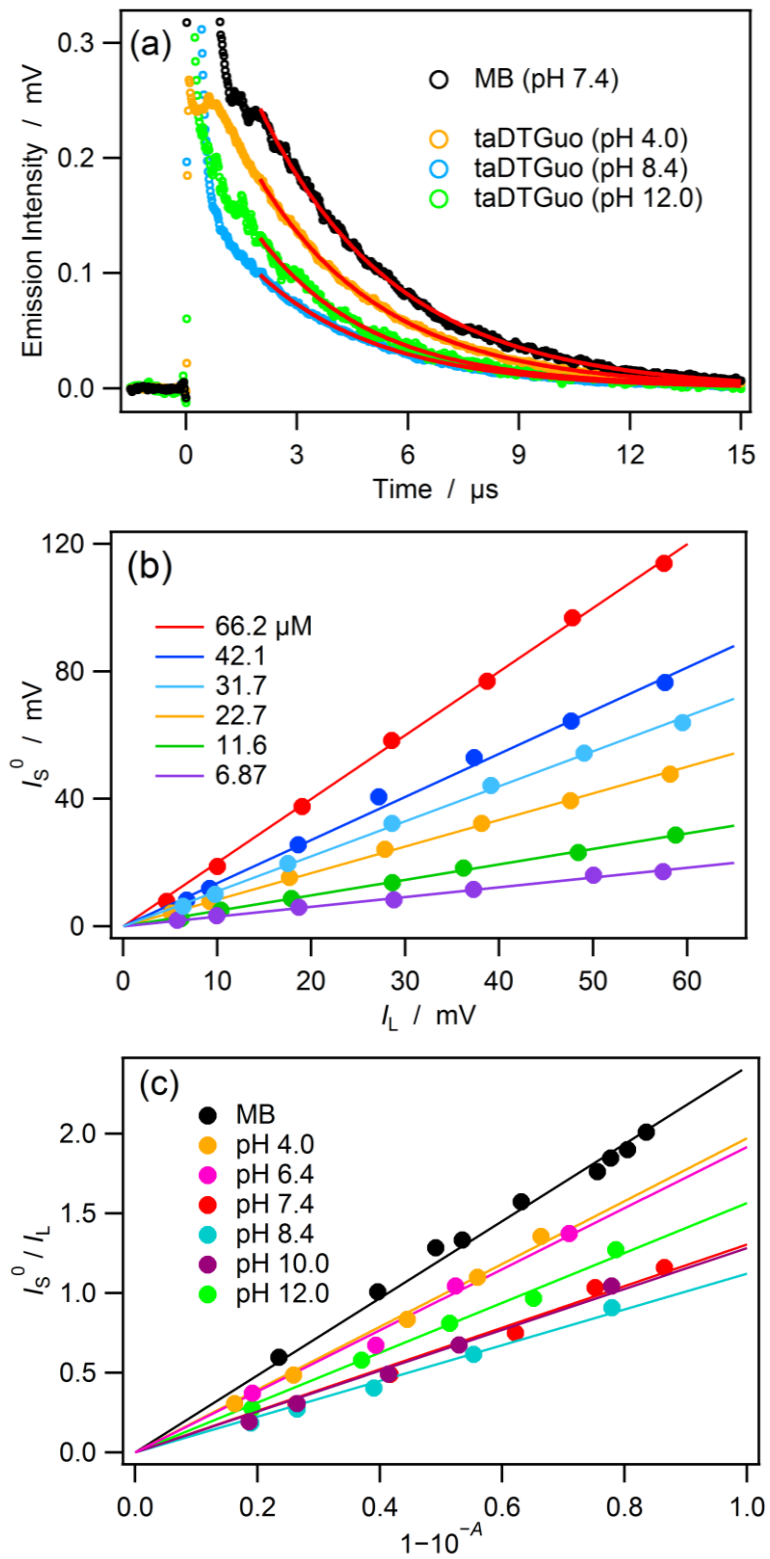 (a)
0.3
0.2
0.1
0.0
Emission Intensity / mV
MB (pH 7.4)
taDTGuo (pH 4.0)
taDTGuo (pH 8.4)
taDTGuo (pH 12.0)
0 3 6 9 12 15
Time / μs
(b)
120
80
40
0
I_S^0 / mV
66.2 μM
42.1
31.7
22.7
11.6
6.87
0 10 20 30 40 50 60
I_L / mV
(c)
2.0
1.5
1.0
0.5
0.0
I_S^0 / I_L
MB
pH 4.0
pH 6.4
pH 7.4
pH 8.4
pH 10.0
pH 12.0
0.0 0.2 0.4 0.6 0.8 1.0
1−10^−A